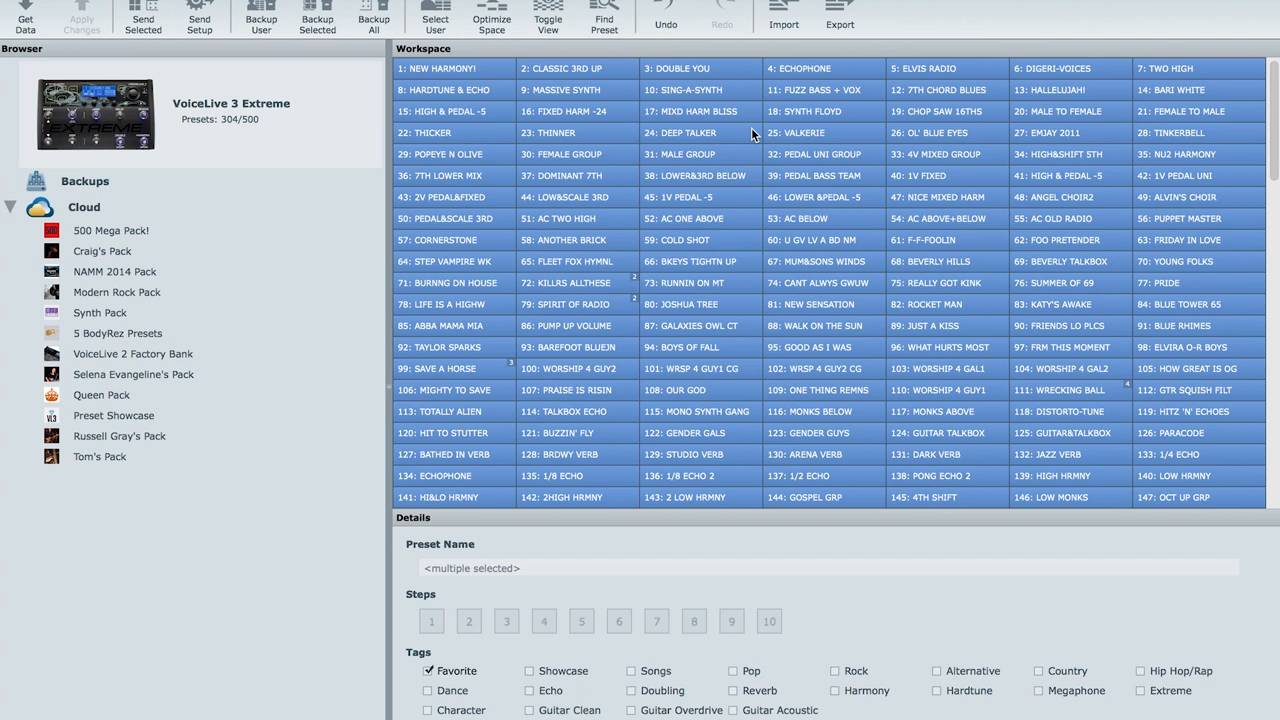 Get Data
Apply Changes
Send Selected
Send Setup
Backup User
Backup Selected
Backup All
Select User
Optimize Space
Toggle View
Find Preset
Undo
Redo
Import
Export
Browser
VoiceLive 3 Extreme
Presets: 304/500
EXTREME
Backups
Cloud
500 Mega Pack!
Craig's Pack
NAMM 2014 Pack
Modern Rock Pack
Synth Pack
5 BodyRez Presets
VoiceLive 2 Factory Bank
Selena Evangeline's Pack
Queen Pack
Preset Showcase
Russell Gray's Pack
Tom's Pack
Workspace
1: NEW HARMONY! 2: CLASSIC 3RD UP 3: DOUBLE YOU 4: ECHOPHONE 5: ELVIS RADIO 6: DIGERI-VOICES 7: TWO HIGH
8: HARDTUNE & ECHO 9: MASSIVE SYNTH 10: SING-A-SYNTH 11: FUZZ BASS + VOX 12: 7TH CHORD BLUES 13: HALLELUJAH! 14: BARI WHITE
15: HIGH & PEDAL -5 16: FIXED HARM -24 17: MIXD HARM BLISS 18: SYNTH FLOYD 19: CHOP SAW 16THS 20: MALE TO FEMALE 21: FEMALE TO MALE
22: THICKER 23: THINNER 24: DEEP TALKER 25: VALKERIE 26: OL' BLUE EYES 27: EMJAY 2011 28: TINKERBELL
29: POPEYE N OLIVE 30: FEMALE GROUP 31: MALE GROUP 32: PEDAL UNI GROUP 33: 4V MIXED GROUP 34: HIGH&SHIFT 5TH 35: NU2 HARMONY
36: 7TH LOWER MIX 37: DOMINANT 7TH 38: LOWER&3RD BELOW 39: PEDAL BASS TEAM 40: 1V FIXED 41: HIGH & PEDAL -5 42: 1V PEDAL UNI
43: 2V PEDAL&FIXED 44: LOW&SCALE 3RD 45: 1V PEDAL -5 46: LOWER &PEDAL -5 47: NICE MIXED HARM 48: ANGEL CHOIR2 49: ALVIN'S CHOIR
50: PEDAL&SCALE 3RD 51: AC TWO HIGH 52: AC ONE ABOVE 53: AC BELOW 54: AC ABOVE+BELOW 55: AC OLD RADIO 56: PUPPET MASTER
57: CORNERSTONE 58: ANOTHER BRICK 59: COLD SHOT 60: U GV LV A BD NM 61: F-F-FOOLIN 62: FOO PRETENDER 63: FRIDAY IN LOVE
64: STEP VAMPIRE WK 65: FLEET FOX HYMNL 66: BKEYS TIGHTN UP 67: MUM&SONS WINDS 68: BEVERLY HILLS 69: BEVERLY TALKBOX 70: YOUNG FOLKS
71: BURNNG DN HOUSE 72: KILLRS ALLTHESE 2 73: RUNNIN ON MT 74: CANT ALWYS GWUW 75: REALLY GOT KINK 76: SUMMER OF 69 77: PRIDE
78: LIFE IS A HIGHW 79: SPIRIT OF RADIO 2 80: JOSHUA TREE 81: NEW SENSATION 82: ROCKET MAN 83: KATY'S AWAKE 84: BLUE TOWER 65
85: ABBA MAMA MIA 86: PUMP UP VOLUME 87: GALAXIES OWL CT 88: WALK ON THE SUN 89: JUST A KISS 90: FRIENDS LO PLCS 91: BLUE RHIMES
92: TAYLOR SPARKS 93: BAREFOOT BLUEJN 94: BOYS OF FALL 95: GOOD AS I WAS 96: WHAT HURTS MOST 97: FRM THIS MOMENT 98: ELVIRA O-R BOYS
99: SAVE A HORSE 3 100: WORSHIP 4 GUY2 101: WRSP 4 GUY1 CG 102: WRSP 4 GUY2 CG 103: WORSHIP 4 GAL1 104: WORSHIP 4 GAL2 105: HOW GREAT IS OG
106: MIGHTY TO SAVE 107: PRAISE IS RISIN 108: OUR GOD 109: ONE THING REMNS 110: WORSHIP 4 GUY1 111: WRECKING BALL 4 112: GTR SQUISH FILT
113: TOTALLY ALIEN 114: TALKBOX ECHO 115: MONO SYNTH GANG 116: MONKS BELOW 117: MONKS ABOVE 118: DISTORTO-TUNE 119: HITZ 'N' ECHOES
120: HIT TO STUTTER 121: BUZZIN' FLY 122: GENDER GALS 123: GENDER GUYS 124: GUITAR TALKBOX 125: GUITAR&TALKBOX 126: PARACODE
127: BATHED IN VERB 128: BRDWY VERB 129: STUDIO VERB 130: ARENA VERB 131: DARK VERB 132: JAZZ VERB 133: 1/4 ECHO
134: ECHOPHONE 135: 1/8 ECHO 136: 1/8 ECHO 2 137: 1/2 ECHO 138: PONG ECHO 2 139: HIGH HRMNY 140: LOW HRMNY
141: HI&LO HRMNY 142: 2HIGH HRMNY 143: 2 LOW HRMNY 144: GOSPEL GRP 145: 4TH SHIFT 146: LOW MONKS 147: OCT UP GRP
Details
Preset Name
<multiple selected>
Steps
1 2 3 4 5 6 7 8 9 10
Tags
Favorite Showcase Songs Pop Rock Alternative Country Hip Hop/Rap
Dance Echo Doubling Reverb Harmony Hardtune Megaphone Extreme
Character Guitar Clean Guitar Overdrive Guitar Acoustic